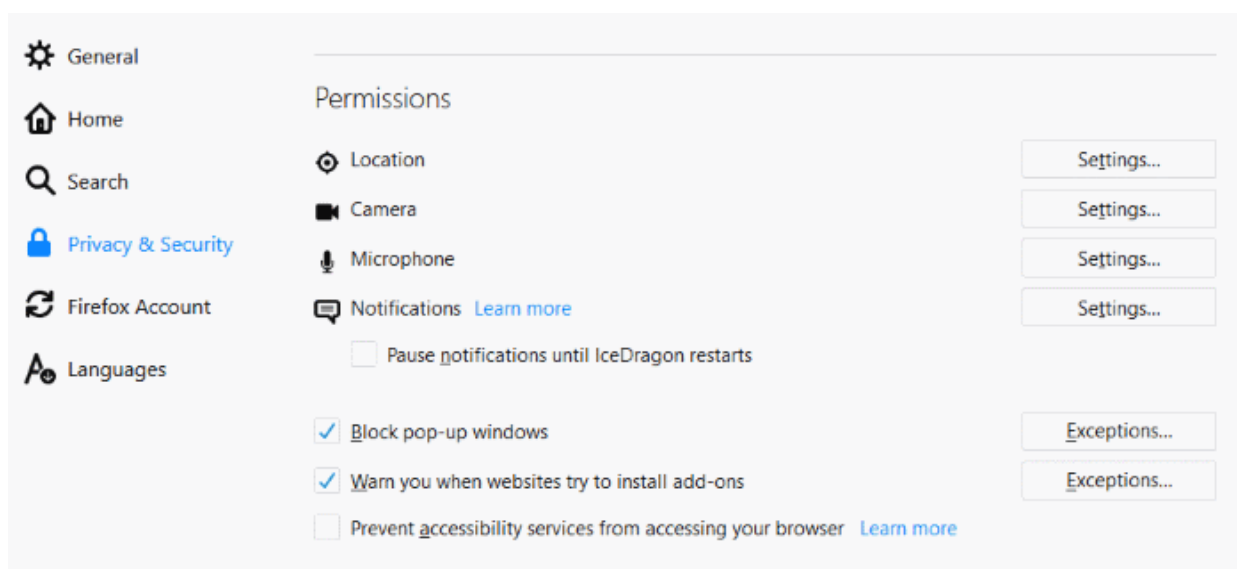 General
Home
Search
Privacy & Security
Firefox Account
Languages
Permissions
Location Settings...
Camera Settings...
Microphone Settings...
Notifications Learn more Settings...
Pause notifications until IceDragon restarts
Block pop-up windows Exceptions...
Warn you when websites try to install add-ons Exceptions...
Prevent accessibility services from accessing your browser Learn more